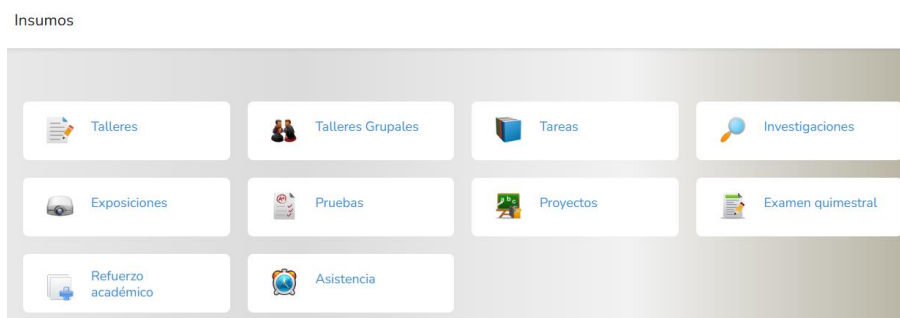 Insumos
Talleres
Talleres Grupales
Tareas
Investigaciones
Exposiciones
Pruebas
Proyectos
Examen quimestral
Refuerzo
académico
Asistencia